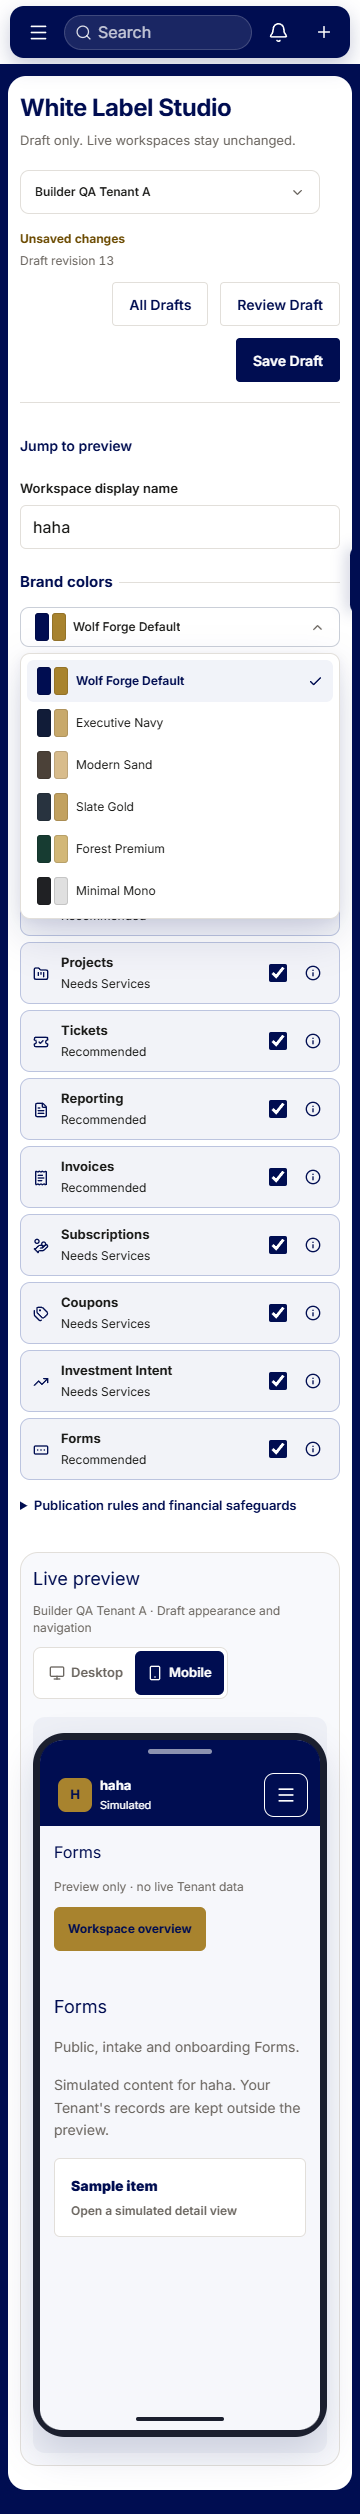 Search
White Label Studio
Draft only. Live workspaces stay unchanged.
Builder QA Tenant A
Unsaved changes
Draft revision 13
All Drafts
Review Draft
Save Draft
Jump to preview
Workspace display name
haha
Brand colors
Wolf Forge Default
Wolf Forge Default
Executive Navy
Modern Sand
Slate Gold
Forest Premium
Minimal Mono
Recommended
Projects
Needs Services
Tickets
Recommended
Reporting
Recommended
Invoices
Recommended
Subscriptions
Needs Services
Coupons
Needs Services
Investment Intent
Needs Services
Forms
Recommended
Publication rules and financial safeguards
Live preview
Builder QA Tenant A · Draft appearance and
navigation
Desktop
Mobile
H
haha
Simulated
Forms
Preview only · no live Tenant data
Workspace overview
Forms
Public, intake and onboarding Forms.
Simulated content for haha. Your
Tenant's records are kept outside the
preview.
Sample item
Open a simulated detail view